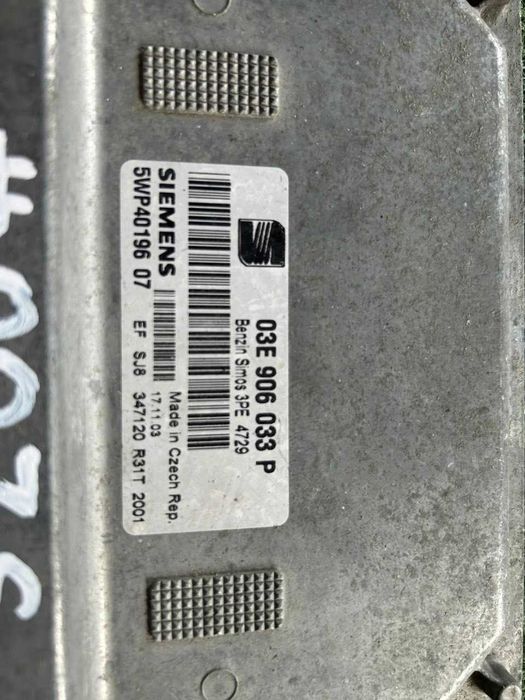 03E 906 033 P
Benzin Simos 3PE 4729
SIEMENS
Made in Czech Rep.
17.11.03
5WP40196 07 EF SJ8 347120 R31T 2001